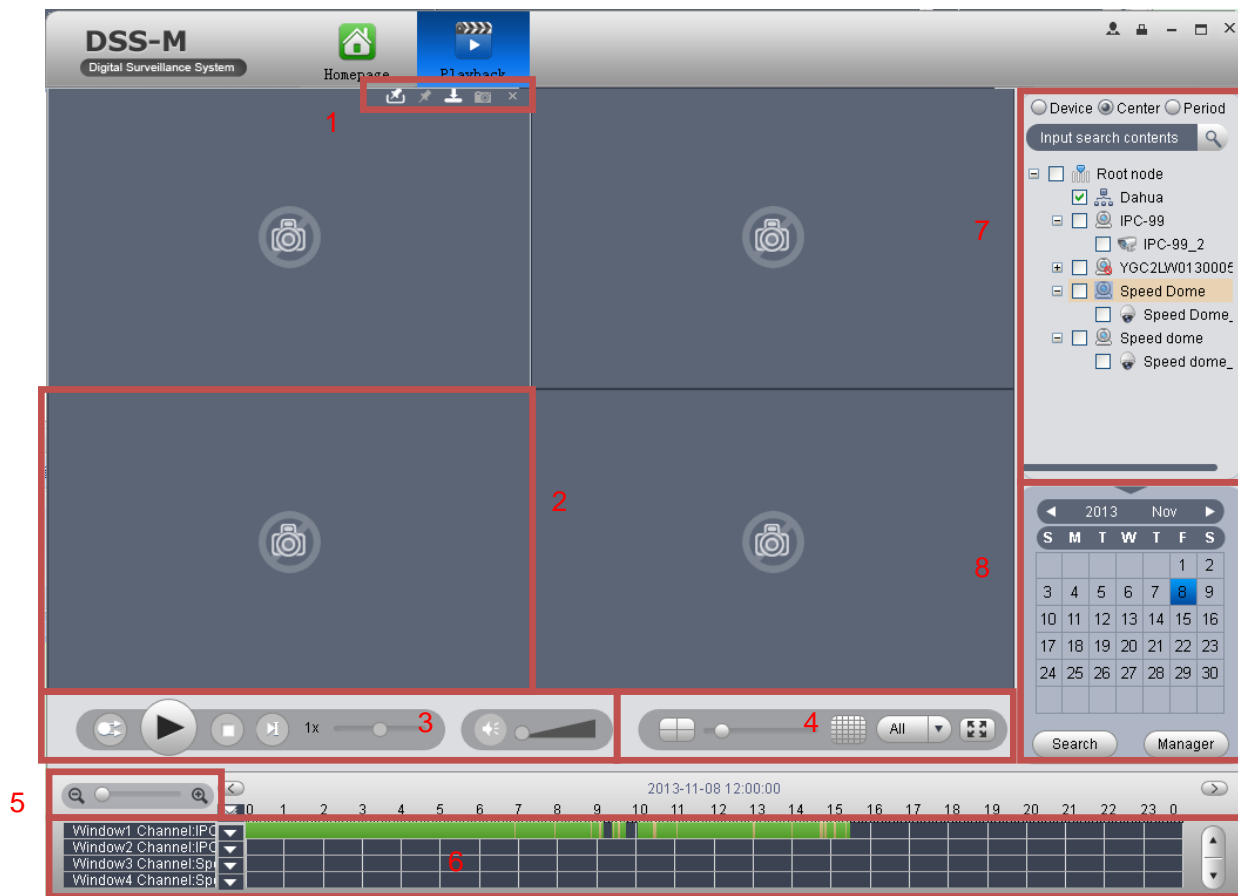 DSS-M
Digital Surveillance System
Homepage
Playback
1
Device Center Period
Input search contents
Root node
Dahua
IPC-99
7
IPC-99_2
YGC2LW0130005
Speed Dome
Speed Dome_
Speed dome
Speed dome_
2
2013 Nov
S M T W T F S
1 2
8
3 4 5 6 7 8 9
10 11 12 13 14 15 16
17 18 19 20 21 22 23
24 25 26 27 28 29 30
1x
3
4
All
Search
Manager
5
2013-11-08 12:00:00
0 1 2 3 4 5 6 7 8 9 10 11 12 13 14 15 16 17 18 19 20 21 22 23 0
Window1 Channel:IPC
Window2 Channel:IPC
Window3 Channel:Spe
Window4 Channel:Spe
6